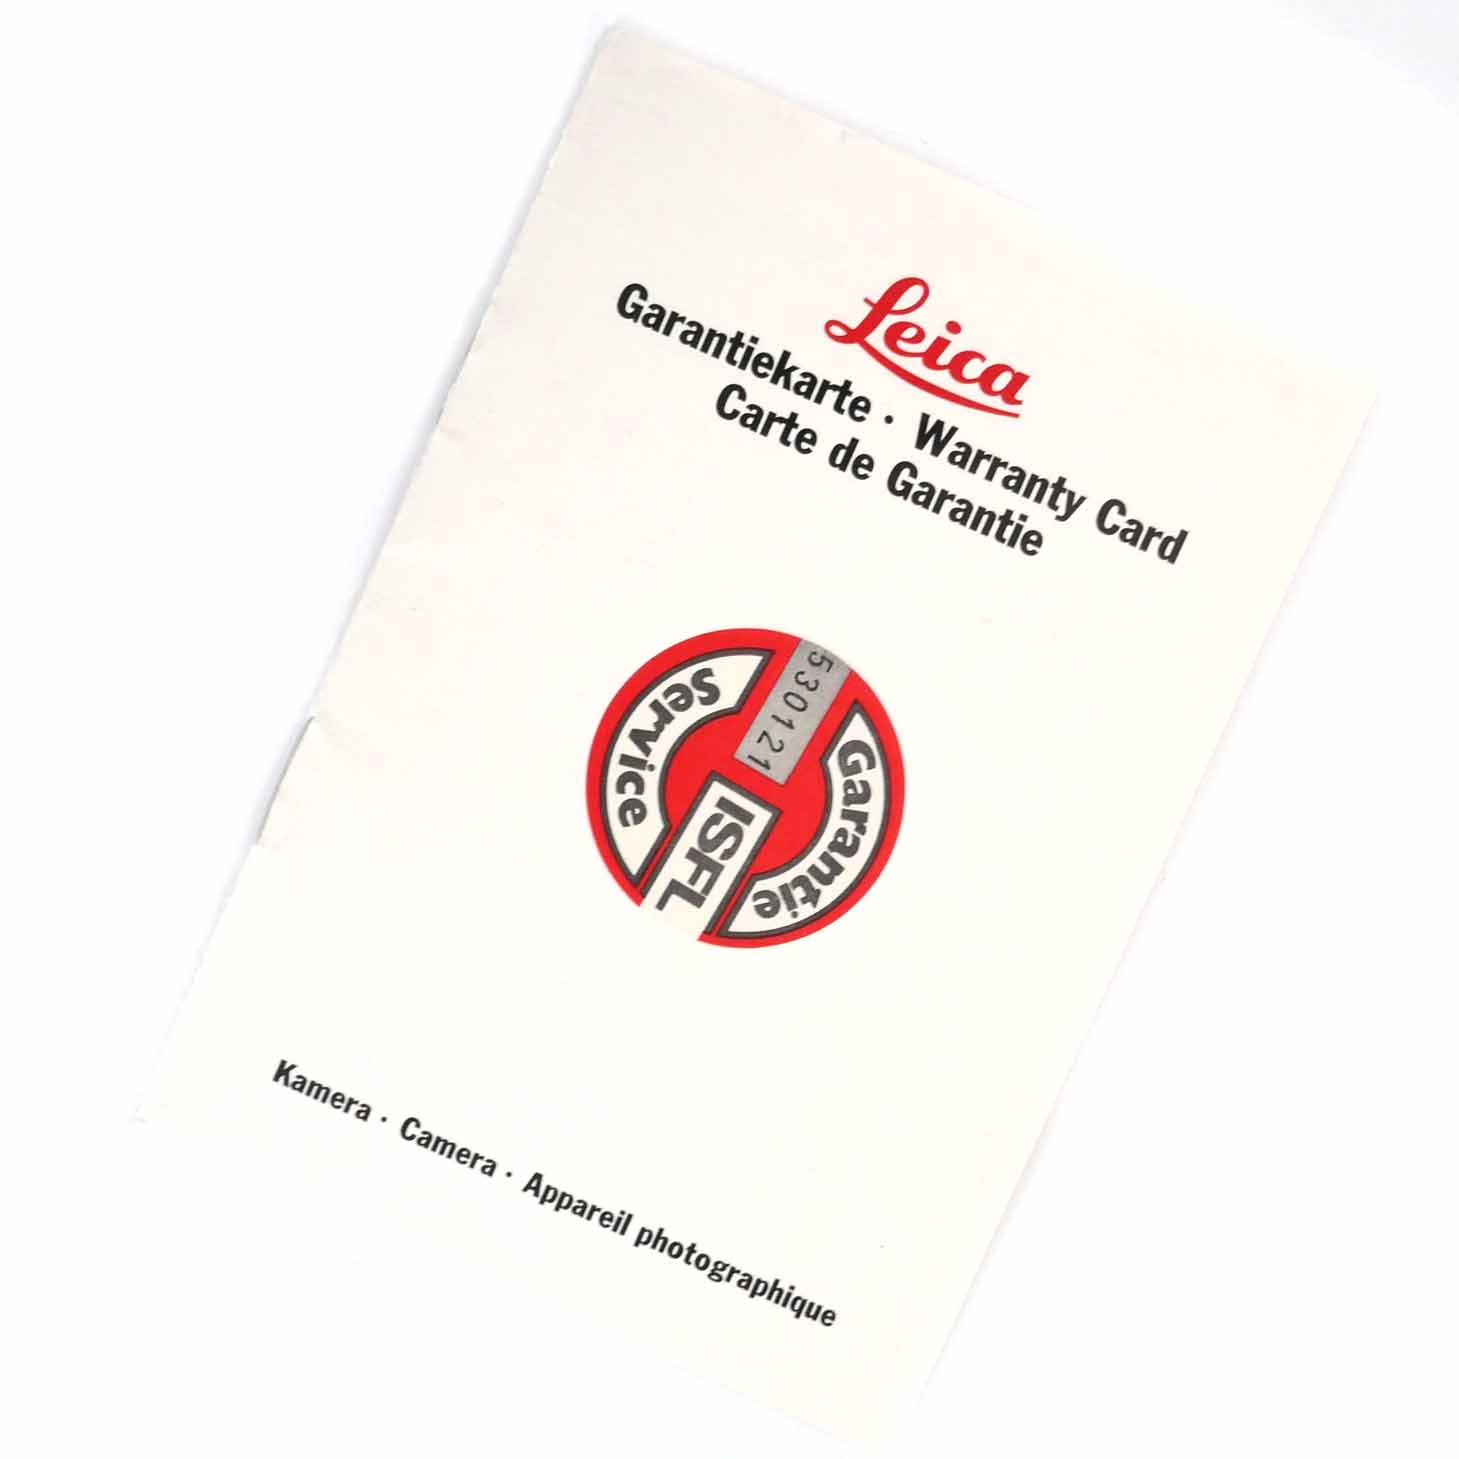 Leica
Garantiekarte · Warranty Card
Carte de Garantie
530121
Service
Garantie
ISFL
Kamera · Camera · Appareil photographique